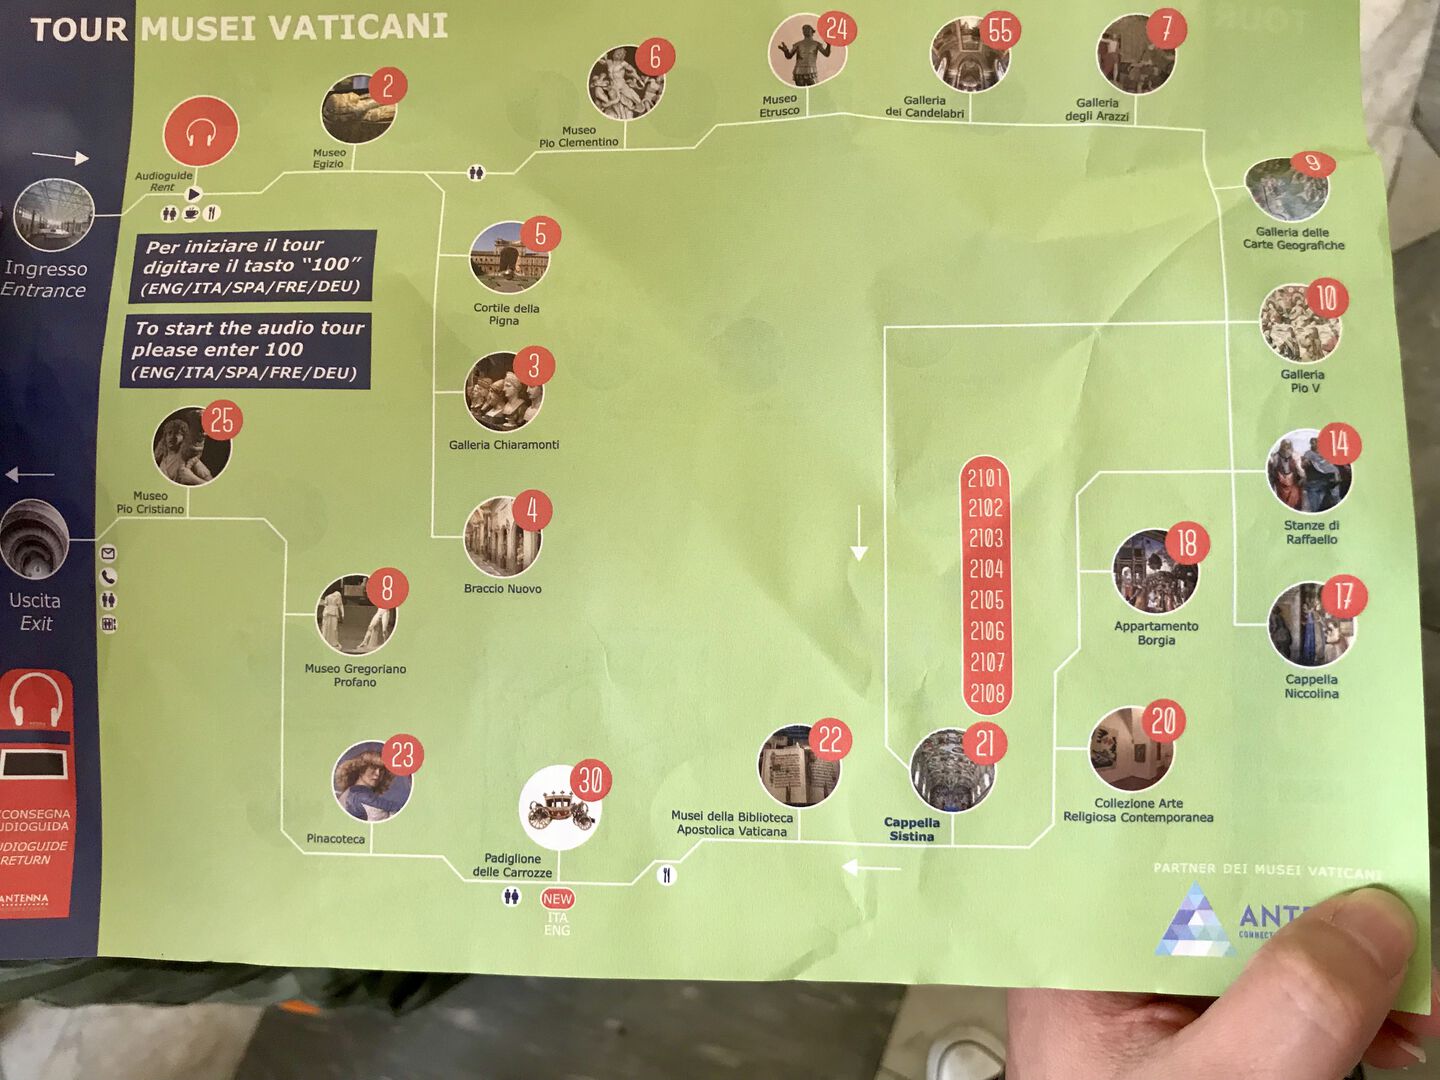 TOUR MUSEI VATICANI
Ingresso
Entrance
Audioguide
Rent
2
Museo
Egizio
6
Museo
Pio Clementino
24
Museo
Etrusco
55
Galleria
dei Candelabri
7
Galleria
degli Arazzi
9
Galleria delle
Carte Geografiche
10
Galleria
Pio V
14
Stanze di
Raffaello
17
Cappella
Niccolina
Per iniziare il tour
digitare il tasto “100”
(ENG/ITA/SPA/FRE/DEU)
To start the audio tour
please enter 100
(ENG/ITA/SPA/FRE/DEU)
5
Cortile della
Pigna
3
Galleria Chiaramonti
4
Braccio Nuovo
18
Appartamento
Borgia
20
Collezione Arte
Religiosa Contemporanea
2101
2102
2103
2104
2105
2106
2107
2108
21
Cappella
Sistina
22
Musei della Biblioteca
Apostolica Vaticana
30
Padiglione
delle Carrozze
NEW
ITA
ENG
23
Pinacoteca
8
Museo Gregoriano
Profano
25
Museo
Pio Cristiano
Uscita
Exit
CONSEGNA
UDIOGUIDA
UDIOGUIDE
RETURN
ANTENNA
PARTNER DEI MUSEI VATICANI
ANT
CONNECT